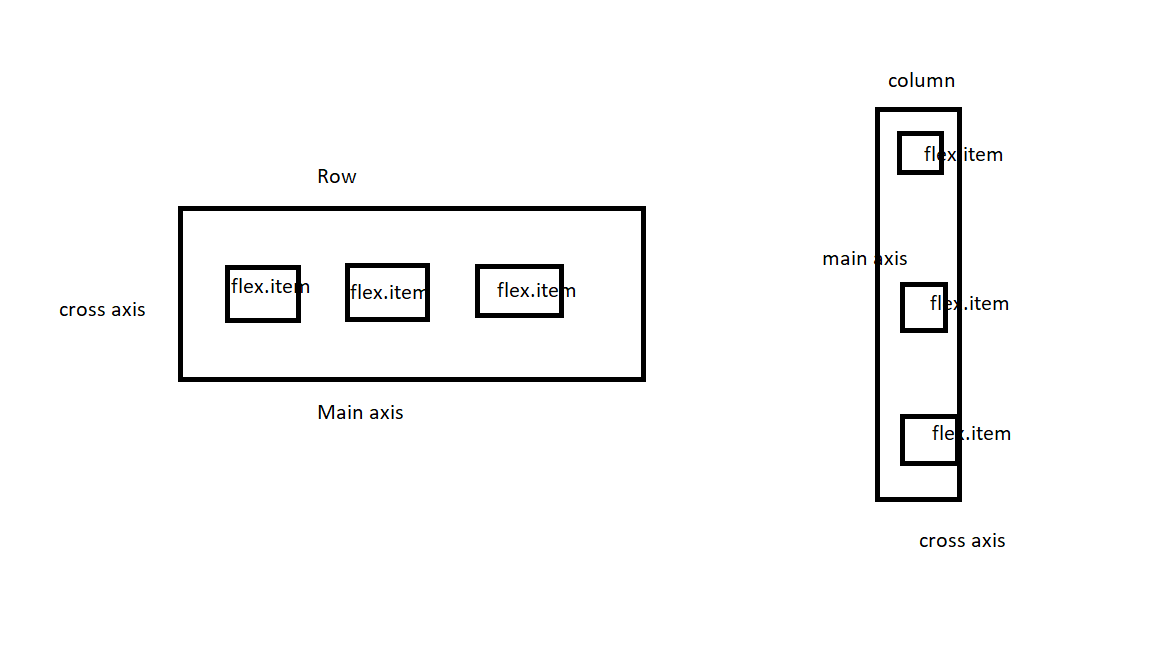 Row
flex.item
flex.item
flex.item
cross axis
Main axis
column
flex.item
main axis
flex.item
flex.item
cross axis